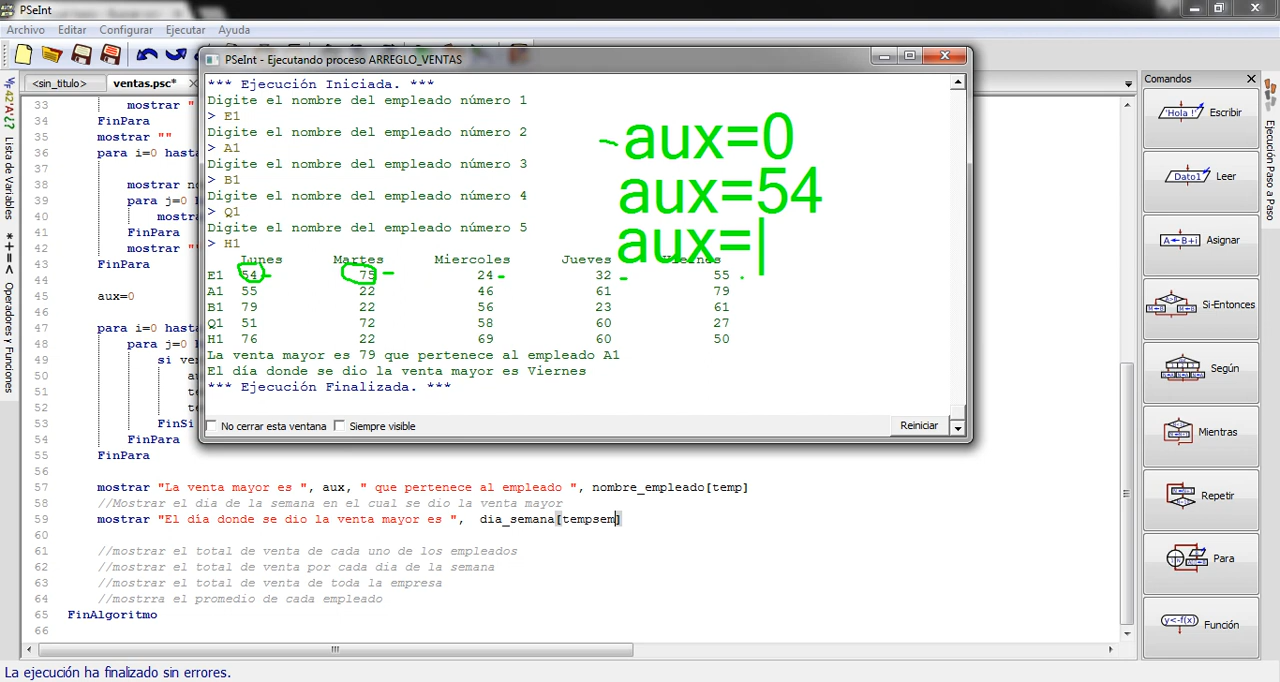 PSeInt
Archivo Editar Configurar Ejecutar Ayuda
<sin_titulo> ventas.psc*
PSeInt - Ejecutando proceso ARREGLO_VENTAS
*** Ejecución Iniciada. ***
Digite el nombre del empleado número 1
> E1
Digite el nombre del empleado número 2
> A1
Digite el nombre del empleado número 3
> B1
Digite el nombre del empleado número 4
> Q1
Digite el nombre del empleado número 5
> H1
Lunes Martes Miercoles Jueves Viernes
E1 54 75 24 32 55
A1 55 22 46 61 79
B1 79 22 56 23 61
Q1 51 72 58 60 27
H1 76 22 69 60 50
La venta mayor es 79 que pertenece al empleado A1
El día donde se dio la venta mayor es Viernes
*** Ejecución Finalizada. ***
No cerrar esta ventana Siempre visible Reiniciar
aux=0
aux=54
aux=
33 mostrar "
34 FinPara
35 mostrar ""
36 para i=0 hast
37
38 mostrar
39 para j=0
40 mostra
41 FinPara
42 mostrar "
43 FinPara
44
45 aux=0
46
47 para i=0 hast
48 para j=0
49 si ve
50
51
52
53 FinSi
54 FinPara
55 FinPara
56
57 mostrar "La venta mayor es ", aux, " que pertenece al empleado ", nombre_empleado[temp]
58 //Mostrar el dia de la semana en el cual se dio la venta mayor
59 mostrar "El día donde se dio la venta mayor es ", dia_semana[tempsem]
60
61 //mostrar el total de venta de cada uno de los empleados
62 //mostrar el total de venta por cada dia de la semana
63 //mostrar el total de venta de toda la empresa
64 //mostrra el promedio de cada empleado
65 FinAlgoritmo
66
La ejecución ha finalizado sin errores.
Lista de Variables
Operadores y Funciones
Comandos
'Hola !' Escribir
Dato1 Leer
A←B+i Asignar
Si-Entonces
Según
Mientras
Repetir
Para
y<-f(x) Función
Ejecución Paso a Paso